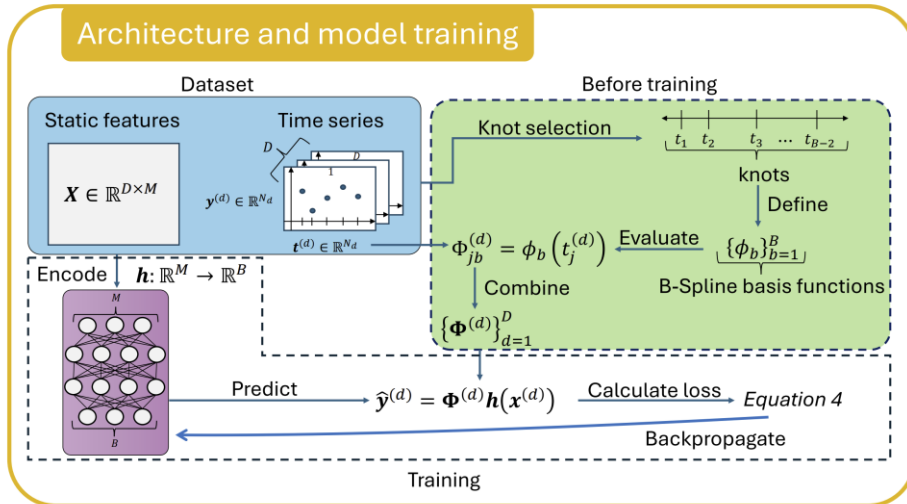 Architecture and model training
Dataset
Before training
Static features
Time series
X ∈ ℝ^{D×M}
D
D
1
y^{(d)} ∈ ℝ^{N_d}
t^{(d)} ∈ ℝ^{N_d}
Knot selection
t_1 t_2 t_3 ... t_{B−2}
knots
Define
{ϕ_b}_{b=1}^{B}
B-Spline basis functions
Evaluate
Φ_{jb}^{(d)} = ϕ_b (t_j^{(d)})
Combine
{Φ^{(d)}}_{d=1}^{D}
Encode
h: ℝ^M → ℝ^B
M
B
Predict
ŷ^{(d)} = Φ^{(d)}h(x^{(d)})
Calculate loss
Equation 4
Backpropagate
Training